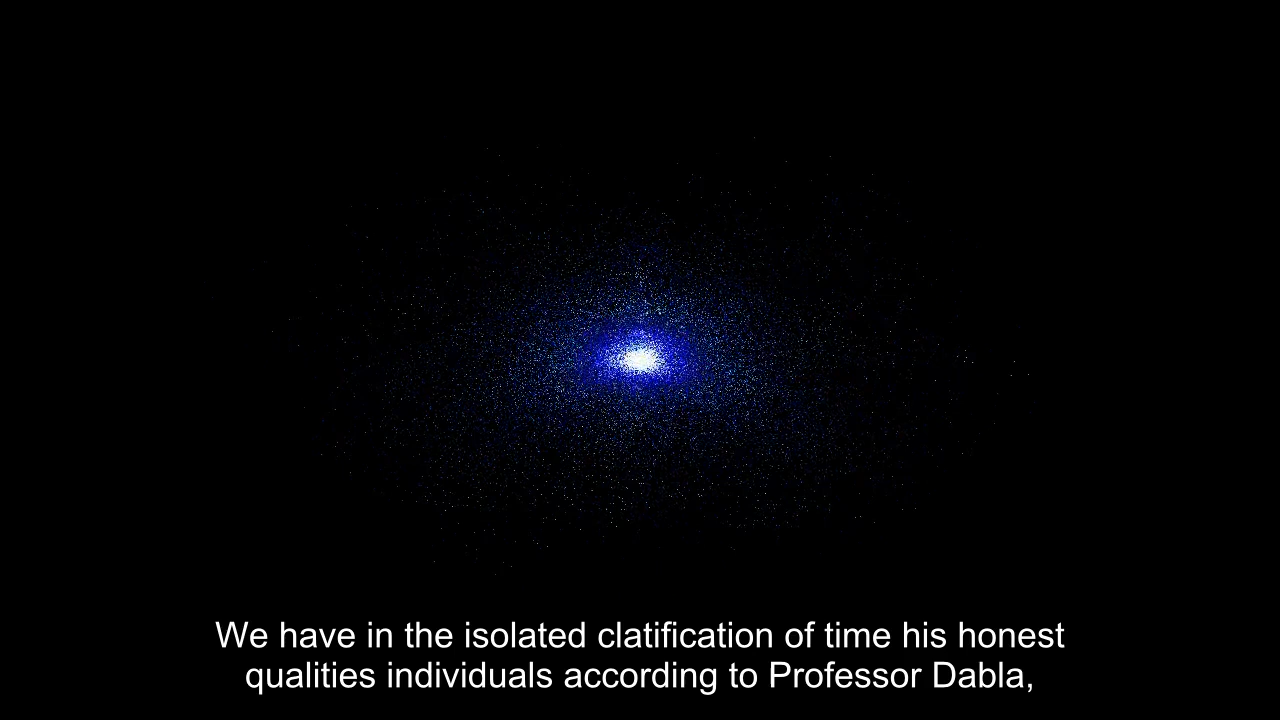 We have in the isolated clatification of time his honest
qualities individuals according to Professor Dabla,